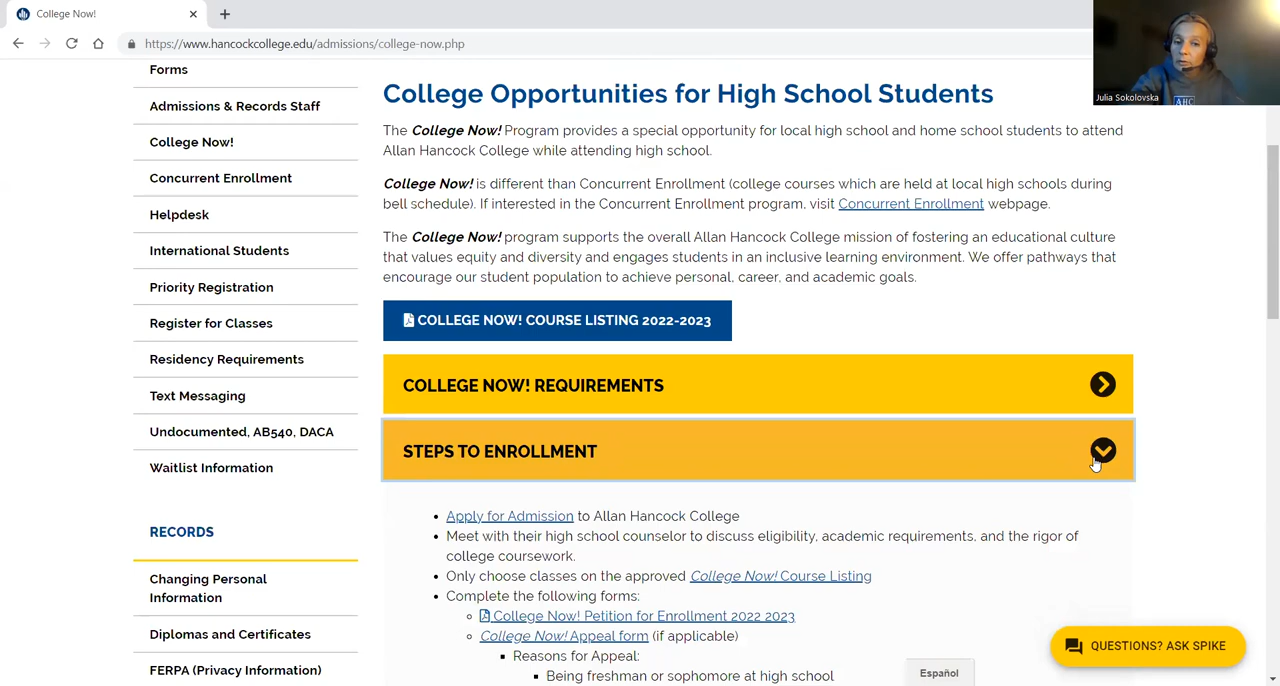 College Now!
https://www.hancockcollege.edu/admissions/college-now.php
Julia Sokolovska
AHC
Forms
Admissions & Records Staff
College Now!
Concurrent Enrollment
Helpdesk
International Students
Priority Registration
Register for Classes
Residency Requirements
Text Messaging
Undocumented, AB540, DACA
Waitlist Information
RECORDS
Changing Personal
Information
Diplomas and Certificates
FERPA (Privacy Information)
College Opportunities for High School Students
The College Now! Program provides a special opportunity for local high school and home school students to attend
Allan Hancock College while attending high school.
College Now! is different than Concurrent Enrollment (college courses which are held at local high schools during
bell schedule). If interested in the Concurrent Enrollment program, visit Concurrent Enrollment webpage.
The College Now! program supports the overall Allan Hancock College mission of fostering an educational culture
that values equity and diversity and engages students in an inclusive learning environment. We offer pathways that
encourage our student population to achieve personal, career, and academic goals.
COLLEGE NOW! COURSE LISTING 2022-2023
COLLEGE NOW! REQUIREMENTS
STEPS TO ENROLLMENT
• Apply for Admission to Allan Hancock College
• Meet with their high school counselor to discuss eligibility, academic requirements, and the rigor of
college coursework.
• Only choose classes on the approved College Now! Course Listing
• Complete the following forms:
College Now! Petition for Enrollment 2022 2023
College Now! Appeal form (if applicable)
Reasons for Appeal:
Being freshman or sophomore at high school
QUESTIONS? ASK SPIKE
Español